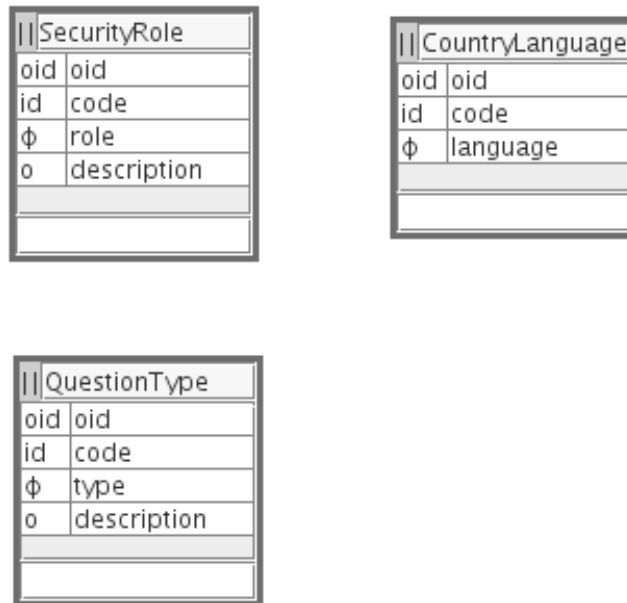 ||SecurityRole
oid oid
id code
ф role
o description
||CountryLanguage
oid oid
id code
ф language
||QuestionType
oid oid
id code
ф type
o description